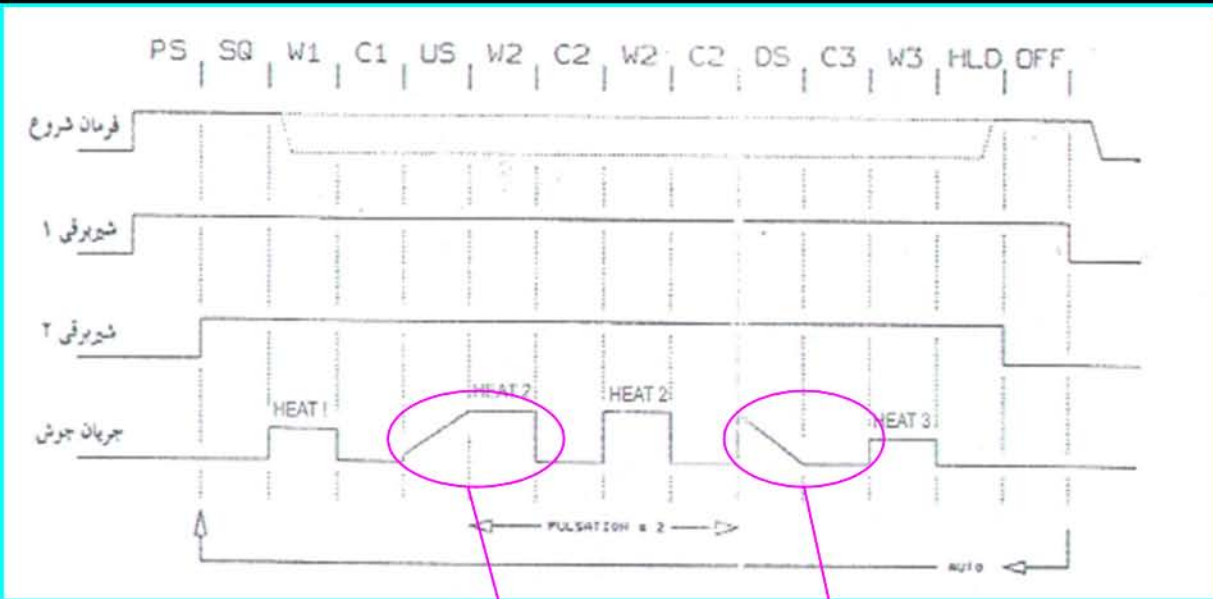 PS SQ W1 C1 US W2 C2 W2 C2 DS C3 W3 HLD OFF
فرمان شروع
شیربرقی ۱
شیربرقی ۲
HEAT 1 HEAT 2 HEAT 2 HEAT 3
جریان جوش
PULSATION = 2
AUTO